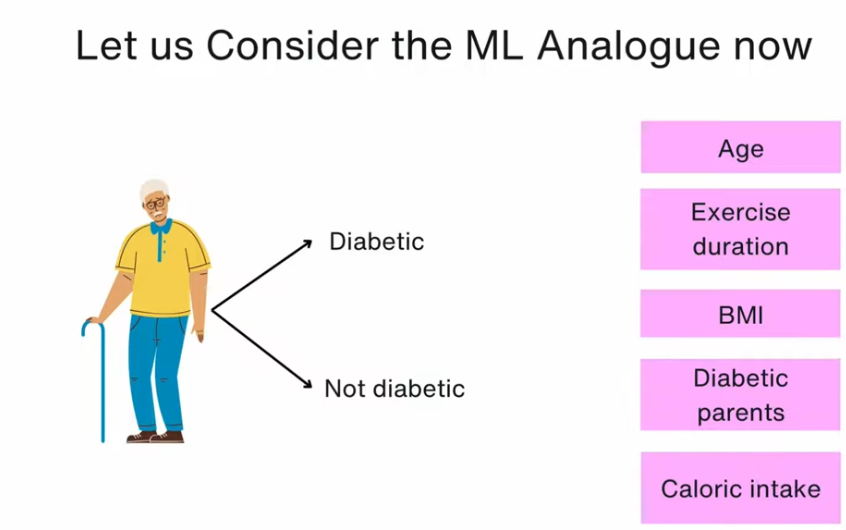 Let us Consider the ML Analogue now
Age
Exercise
duration
Diabetic
BMI
Not diabetic
Diabetic
parents
Caloric intake